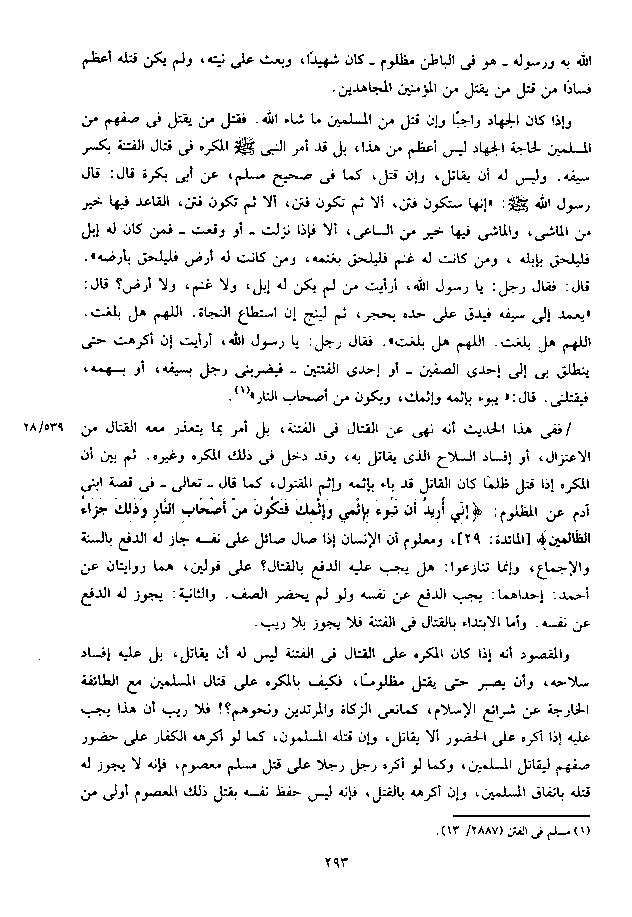 الله به ورسوله ـ هو فى الباطن مظلوم ـ كان شهيدًا، وبعث على نيته، ولم يكن قتله أعظم
فسادًا من قتل من يقتل من المؤمنين المجاهدين.
وإذا كان الجهاد واجبًا وإن قتل من المسلمين ما شاء الله. فقتل من يقتل فى صفهم من
المسلمين لحاجة الجهاد ليس أعظم من هذا، بل قد أمر النبى ﷺ المكره فى قتال الفتنة بكسر
سيفه. وليس له أن يقاتل، وإن قتل، كما فى صحيح مسلم، عن أبى بكرة قال: قال
رسول الله ﷺ: «إنها ستكون فتن، ألا ثم تكون فتن، ألا ثم تكون فتن، القاعد فيها خير
من الماشى، والماشى فيها خير من الساعى، ألا فإذا نزلت ـ أو وقعت ـ فمن كان له إبل
فليلحق بإبله ، ومن كانت له غنم فليلحق بغنمه، ومن كانت له أرض فليلحق بأرضه».
قال: فقال رجل: يا رسول الله، أرأيت من لم يكن له إبل، ولا غنم، ولا أرض؟ قال:
«يعمد إلى سيفه فيدق على حده بحجر، ثم لينج إن استطاع النجاة. اللهم هل بلغت.
اللهم هل بلغت. اللهم هل بلغت». فقال رجل: يا رسول الله، أرأيت إن أكرهت حتى
ينطلق بى إلى إحدى الصفين ـ أو إحدى الفئتين ـ فيضربنى رجل بسيفه، أو بسهمه،
فيقتلنى. قال:« يبوء بإثمه وإثمك، ويكون من أصحاب النار»(١).
/ ففى هذا الحديث أنه نهى عن القتال فى الفتنة، بل أمر بما يتعذر معه القتال من ٢٨/٥٣٩
الاعتزال، أو إفساد السلاح الذى يقاتل به، وقد دخل فى ذلك المكره وغيره. ثم بين أن
المكره إذا قتل ظلمًا كان القاتل قد باء بإثمه وإثم المقتول، كما قال ـ تعالى ـ فى قصة ابنى
آدم عن المظلوم: ﴿إِنِّي أُرِيدُ أَن تَبُوءَ بِإِثْمِي وَإِثْمِكَ فَتَكُونَ مِنْ أَصْحَابِ النَّارِ وَذَلِكَ جَزَاءُ
الظَّالِمِينَ﴾ [المائدة: ٢٩]، ومعلوم أن الإنسان إذا صال صائل على نفسه جاز له الدفع بالسنة
والإجماع، وإنما تنازعوا: هل يجب عليه الدفع بالقتال؟ على قولين، هما روايتان عن
أحمد: إحداهما: يجب الدفع عن نفسه ولو لم يحضر الصف. والثانية: يجوز له الدفع
عن نفسه. وأما الابتداء بالقتال فى الفتنة فلا يجوز بلا ريب.
والمقصود أنه إذا كان المكره على القتال فى الفتنة ليس له أن يقاتل، بل عليه إفساد
سلاحه، وأن يصبر حتى يقتل مظلومًا، فكيف بالمكره على قتال المسلمين مع الطائفة
الخارجة عن شرائع الإسلام، كمانعى الزكاة والمرتدين ونحوهم؟! فلا ريب أن هذا يجب
عليه إذا أكره على الحضور ألا يقاتل، وإن قتله المسلمون، كما لو أكرهه الكفار على حضور
صفهم ليقاتل المسلمين، وكما لو أكره رجل رجلا على قتل مسلم معصوم، فإنه لا يجوز له
قتله باتفاق المسلمين، وإن أكرهه بالقتل، فإنه ليس حفظ نفسه بقتل ذلك المعصوم أولى من
(١) مسلم فى الفتن (٢٨٨٧/ ١٣).
٢٩٣